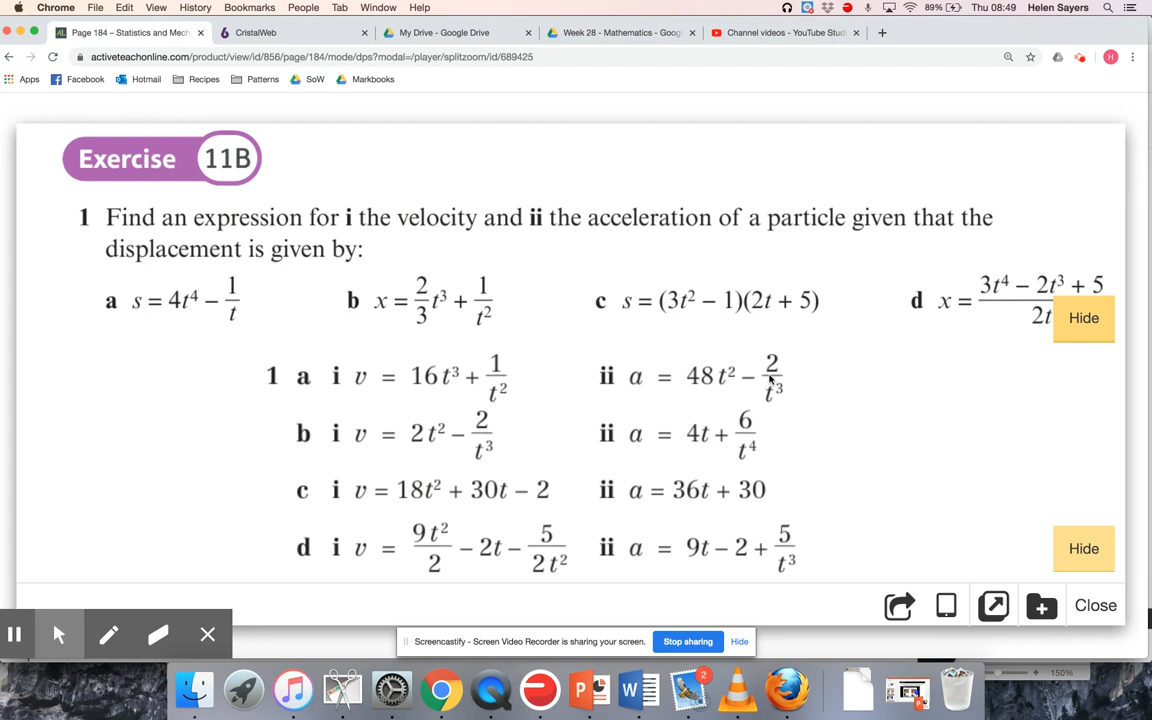 Chrome File Edit View History Bookmarks People Tab Window Help 89% Thu 08:49 Helen Sayers
Page 184 – Statistics and Mech × CristalWeb × My Drive - Google Drive × Week 28 - Mathematics - Goog × Channel videos - YouTube Stud × +
activeteachonline.com/product/view/id/856/page/184/mode/dps?modal=/player/splitzoom/id/689425 H
Apps Facebook Hotmail Recipes Patterns SoW Markbooks
Exercise 11B
1 Find an expression for i the velocity and ii the acceleration of a particle given that the
displacement is given by:
a s = 4t⁴ − 1/t b x = 2/3 t³ + 1/t² c s = (3t² − 1)(2t + 5) d x = (3t⁴ − 2t³ + 5)/2t
Hide
1 a i v = 16t³ + 1/t² ii a = 48t² − 2/t³
b i v = 2t² − 2/t³ ii a = 4t + 6/t⁴
c i v = 18t² + 30t − 2 ii a = 36t + 30
d i v = 9t²/2 − 2t − 5/2t² ii a = 9t − 2 + 5/t³
Hide
Close
Screencastify - Screen Video Recorder is sharing your screen. Stop sharing Hide
150%
2